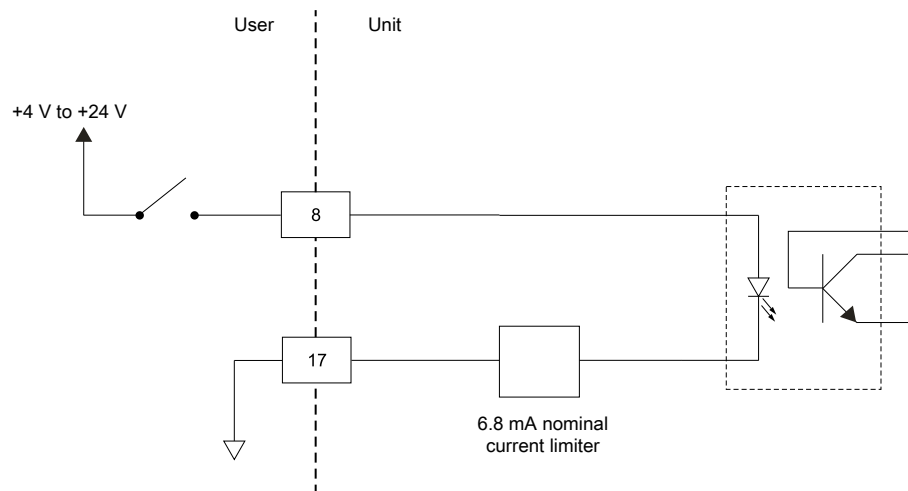 User
Unit
+4 V to +24 V
8
17
6.8 mA nominal
current limiter